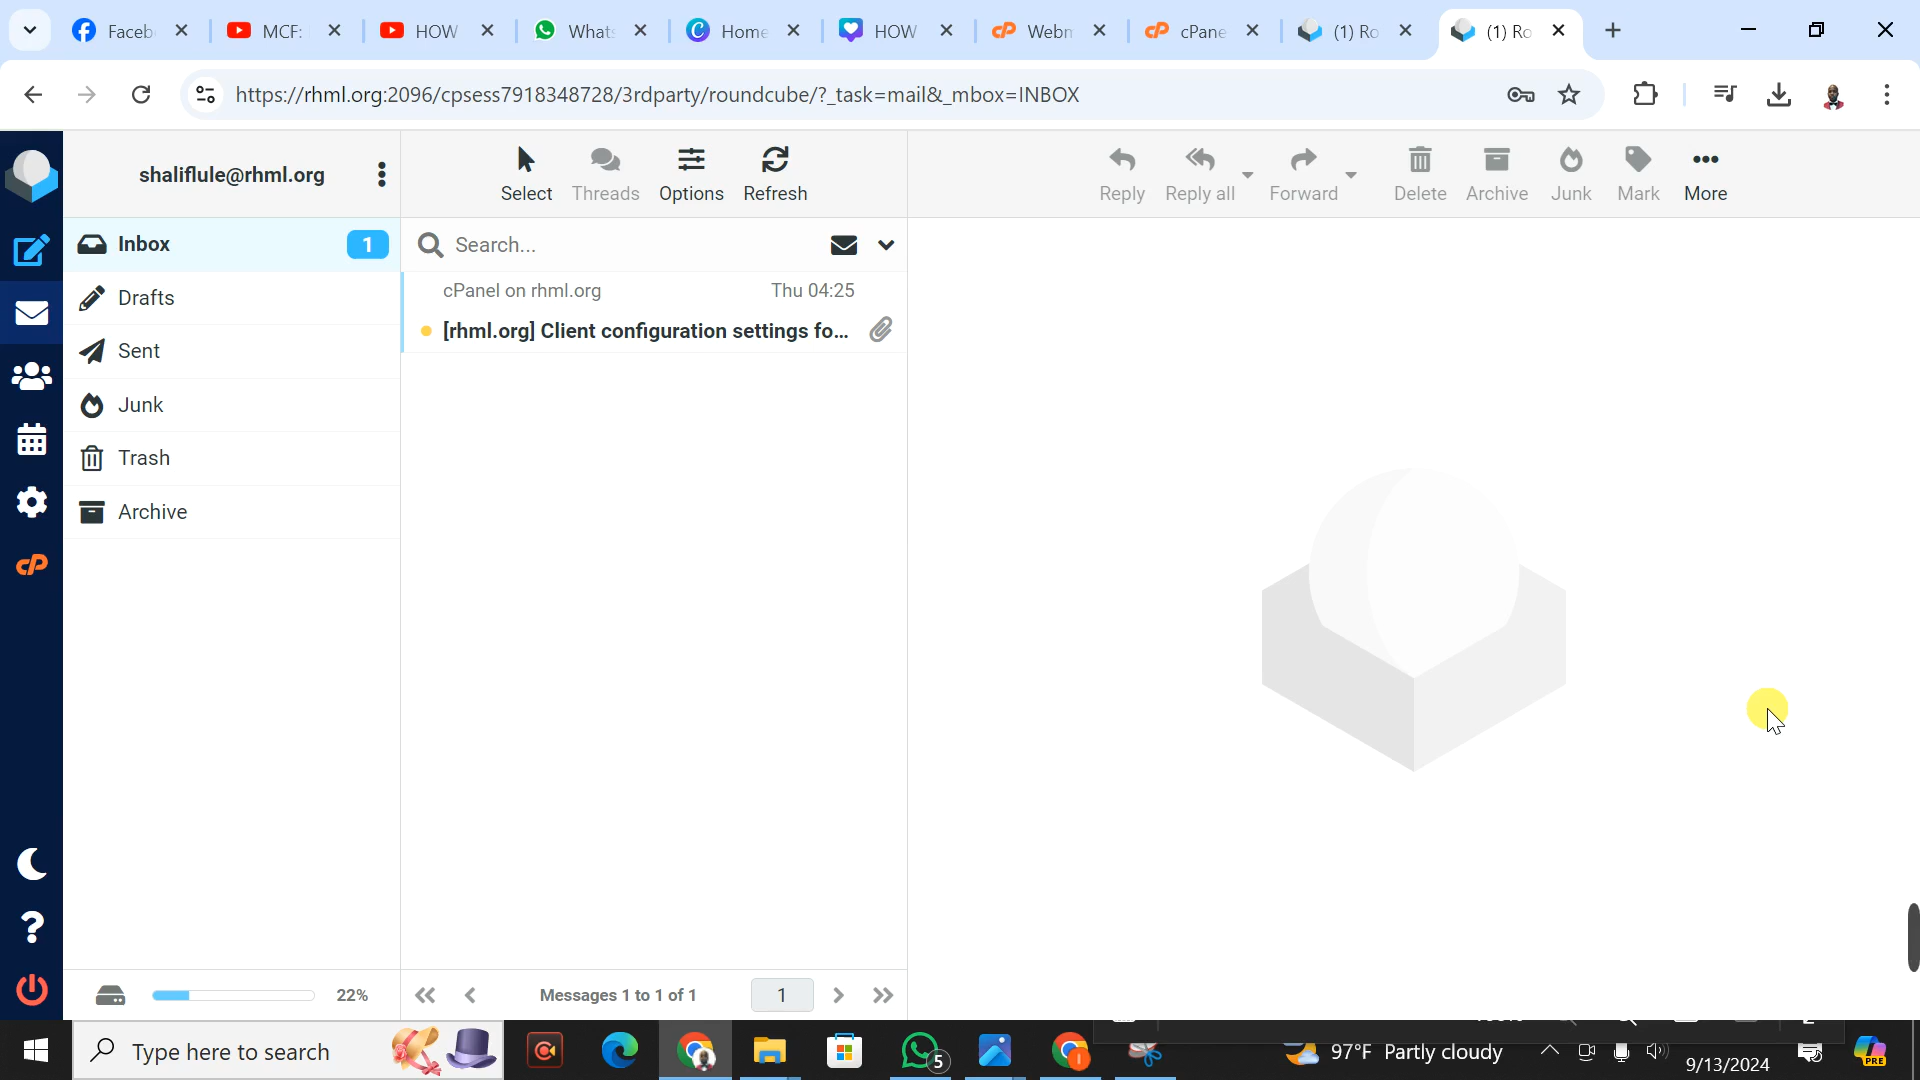 Faceb
MCF:
HOW
What
Home
HOW
Webm
cPane
(1) Ro
(1) Ro
https://rhml.org:2096/cpsess7918348728/3rdparty/roundcube/?_task=mail&_mbox=INBOX
shaliflule@rhml.org
Select
Threads
Options
Refresh
Reply
Reply all
Forward
Delete
Archive
Junk
Mark
More
Inbox 1
Drafts
Sent
Junk
Trash
Archive
22%
Search...
cPanel on rhml.org Thu 04:25
[rhml.org] Client configuration settings fo...
Messages 1 to 1 of 1
1
Type here to search
5
97°F Partly cloudy
9/13/2024
PRE